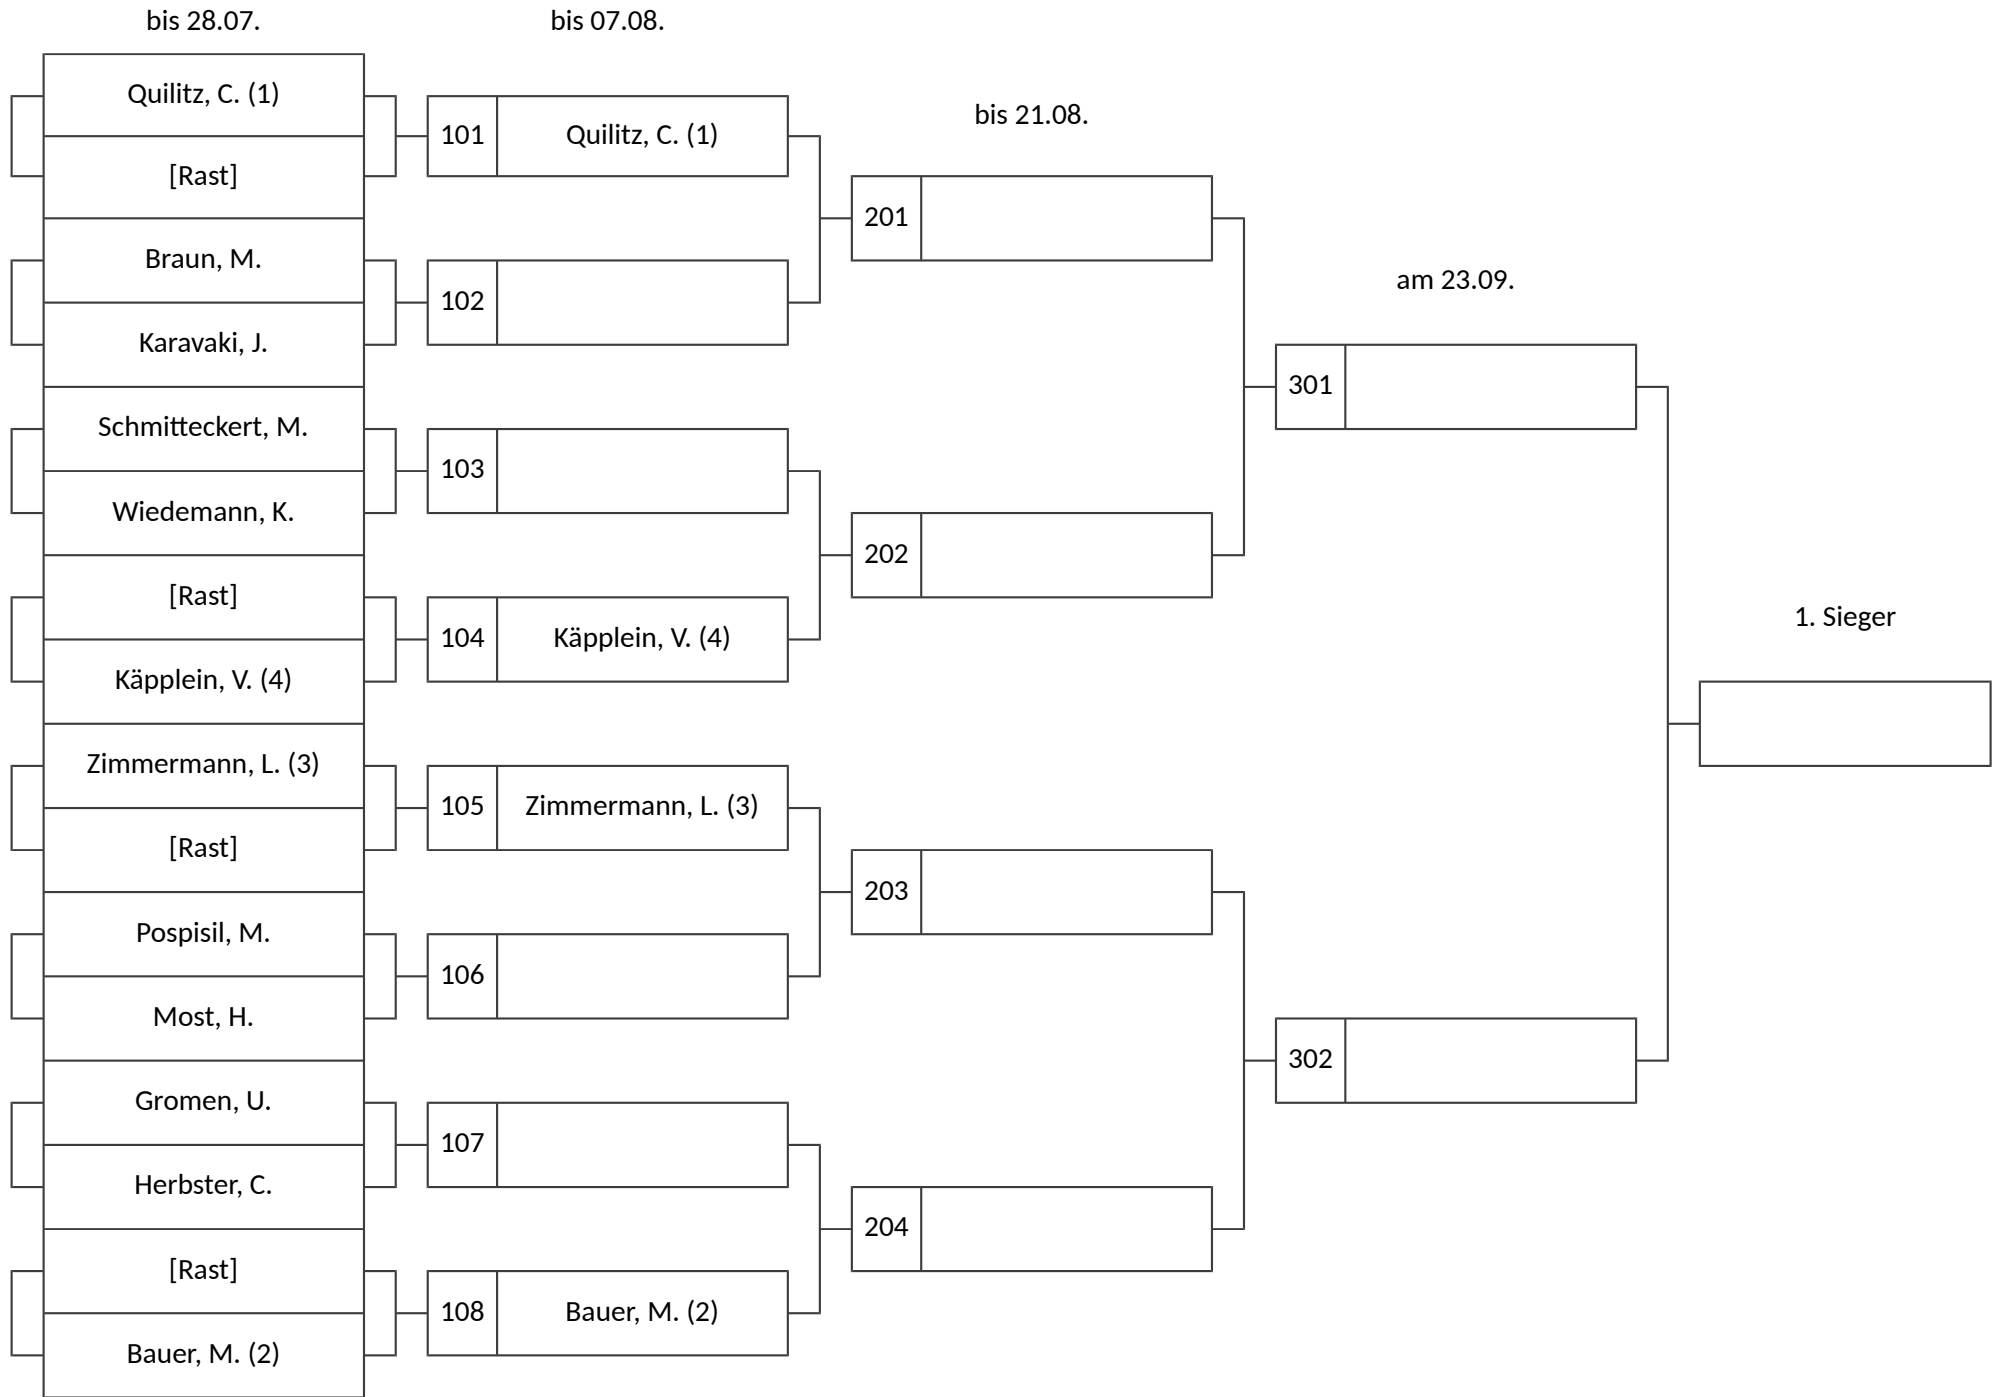 bis 28.07.
bis 07.08.
bis 21.08.
am 23.09.
1. Sieger
Quilitz, C. (1)
[Rast]
Braun, M.
Karavaki, J.
Schmitteckert, M.
Wiedemann, K.
[Rast]
Käpplein, V. (4)
Zimmermann, L. (3)
[Rast]
Pospisil, M.
Most, H.
Gromen, U.
Herbster, C.
[Rast]
Bauer, M. (2)
101 Quilitz, C. (1)
102
103
104 Käpplein, V. (4)
105 Zimmermann, L. (3)
106
107
108 Bauer, M. (2)
201
202
203
204
301
302